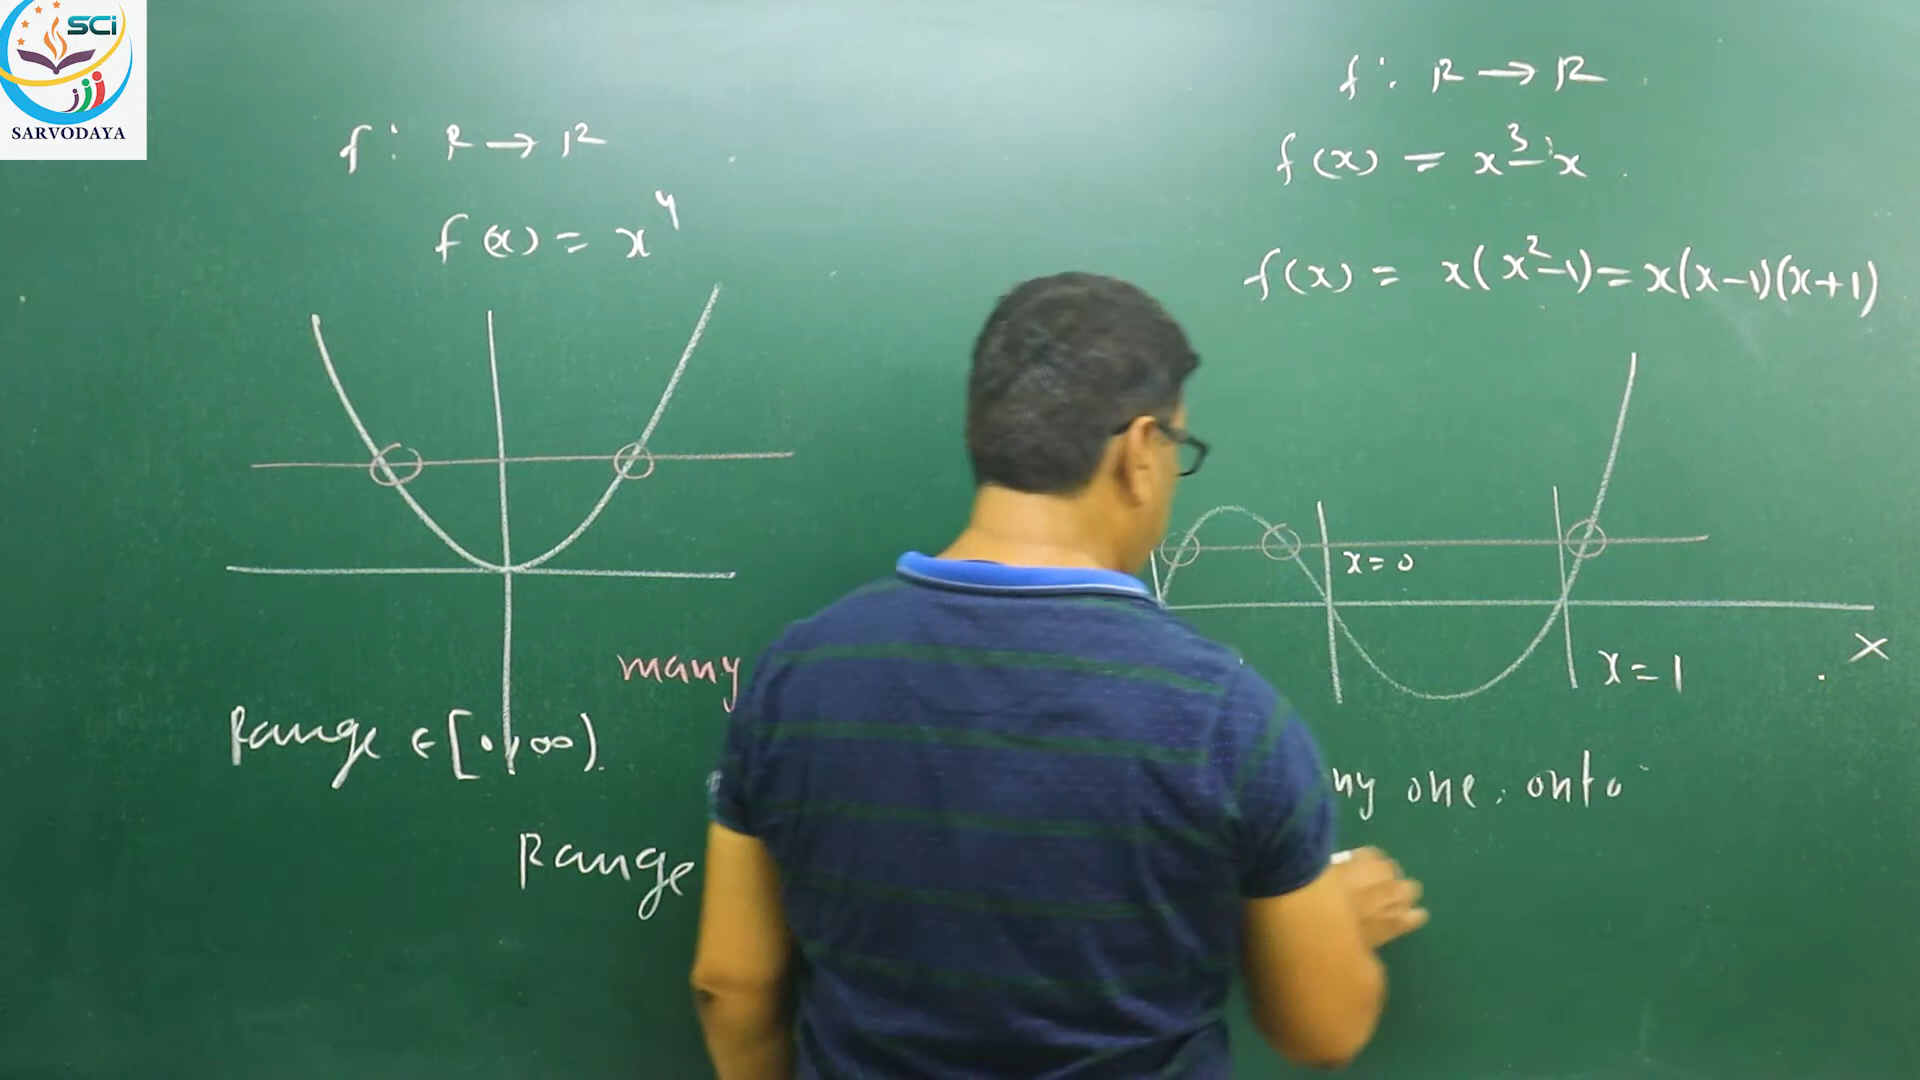 SCi
SARVODAYA
f : R → R
f(x) = x⁴
many
Range ∈ [0, ∞).
Range
f : R → R
f(x) = x³ - x
f(x) = x(x² - 1) = x(x-1)(x+1)
x = 0
x = 1
X
ny one. onto